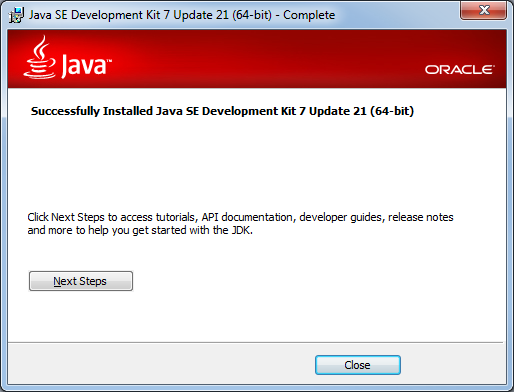 Java SE Development Kit 7 Update 21 (64-bit) - Complete
Java™
ORACLE®
Successfully Installed Java SE Development Kit 7 Update 21 (64-bit)
Click Next Steps to access tutorials, API documentation, developer guides, release notes
and more to help you get started with the JDK.
Next Steps
Close